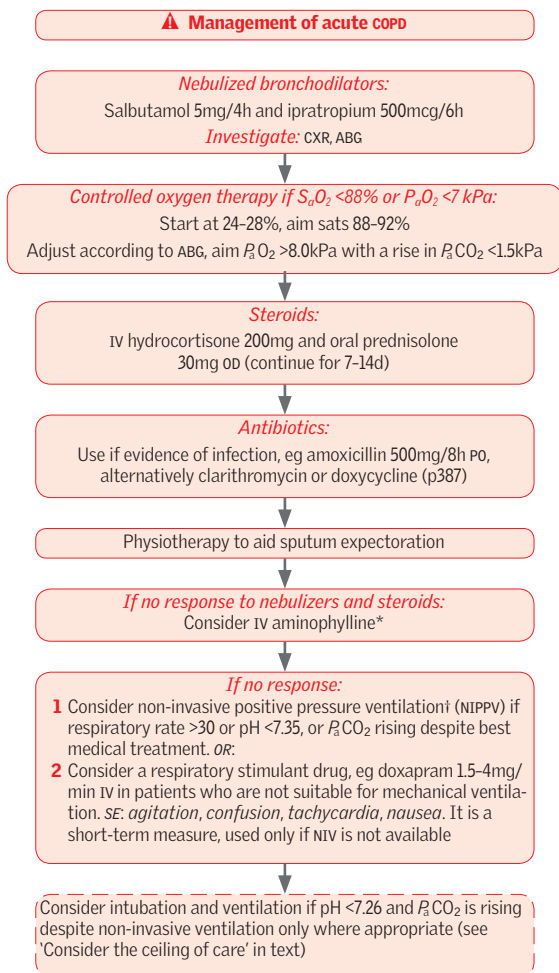 ⚠ Management of acute COPD
Nebulized bronchodilators:
Salbutamol 5mg/4h and ipratropium 500mcg/6h
Investigate: CXR, ABG
Controlled oxygen therapy if SaO2 <88% or PaO2 <7 kPa:
Start at 24–28%, aim sats 88–92%
Adjust according to ABG, aim PaO2 >8.0kPa with a rise in PaCO2 <1.5kPa
Steroids:
IV hydrocortisone 200mg and oral prednisolone
30mg OD (continue for 7–14d)
Antibiotics:
Use if evidence of infection, eg amoxicillin 500mg/8h PO,
alternatively clarithromycin or doxycycline (p387)
Physiotherapy to aid sputum expectoration
If no response to nebulizers and steroids:
Consider IV aminophylline*
If no response:
1 Consider non-invasive positive pressure ventilation† (NIPPV) if
respiratory rate >30 or pH <7.35, or PaCO2 rising despite best
medical treatment. OR:
2 Consider a respiratory stimulant drug, eg doxapram 1.5–4mg/
min IV in patients who are not suitable for mechanical ventila-
tion. SE: agitation, confusion, tachycardia, nausea. It is a
short-term measure, used only if NIV is not available
Consider intubation and ventilation if pH <7.26 and PaCO2 is rising
despite non-invasive ventilation only where appropriate (see
‘Consider the ceiling of care’ in text)